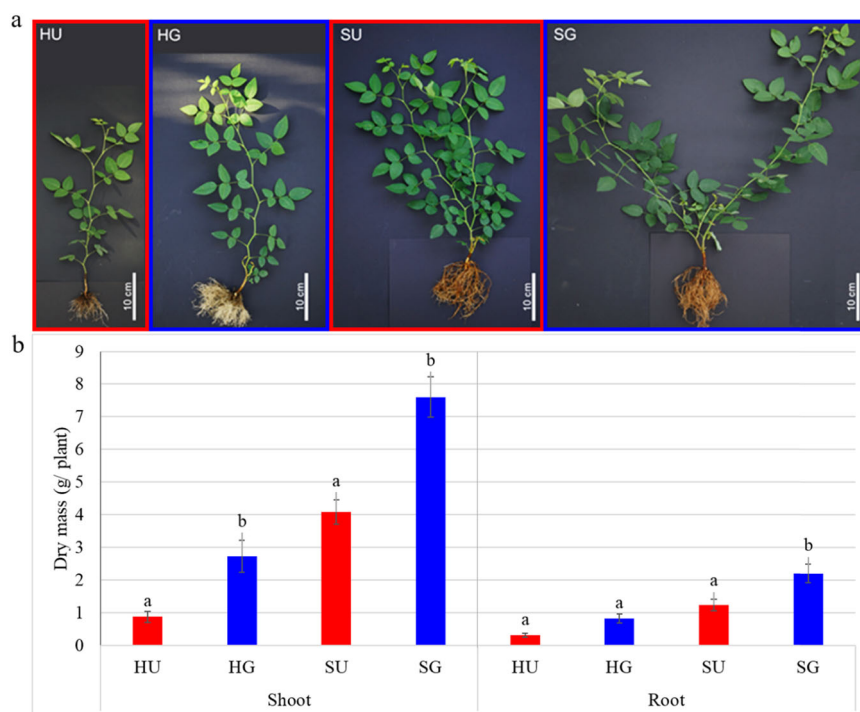 a
HU HG SU SG
10 cm 10 cm 10 cm 10 cm
b
Dry mass (g/ plant)
9
8
7
6
5
4
3
2
1
0
a b a b a a a b
HU HG SU SG HU HG SU SG
Shoot Root